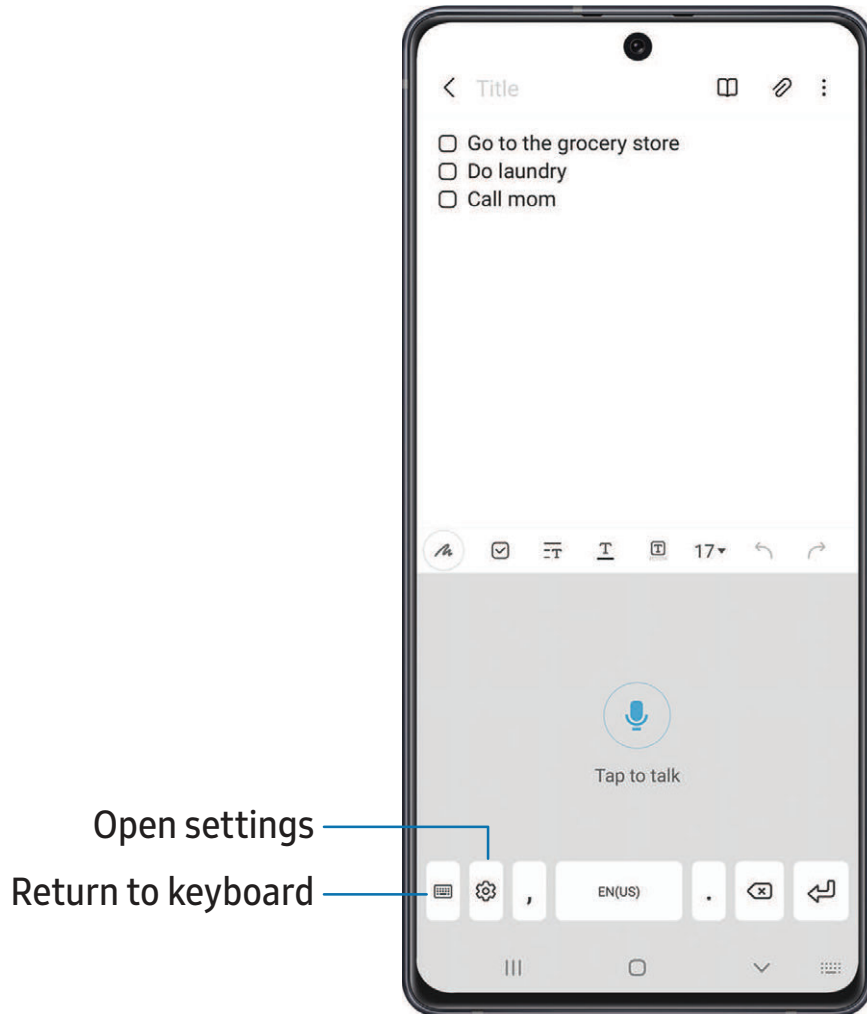 Title
Go to the grocery store
Do laundry
Call mom
17
Tap to talk
Open settings
Return to keyboard
, EN(US) .